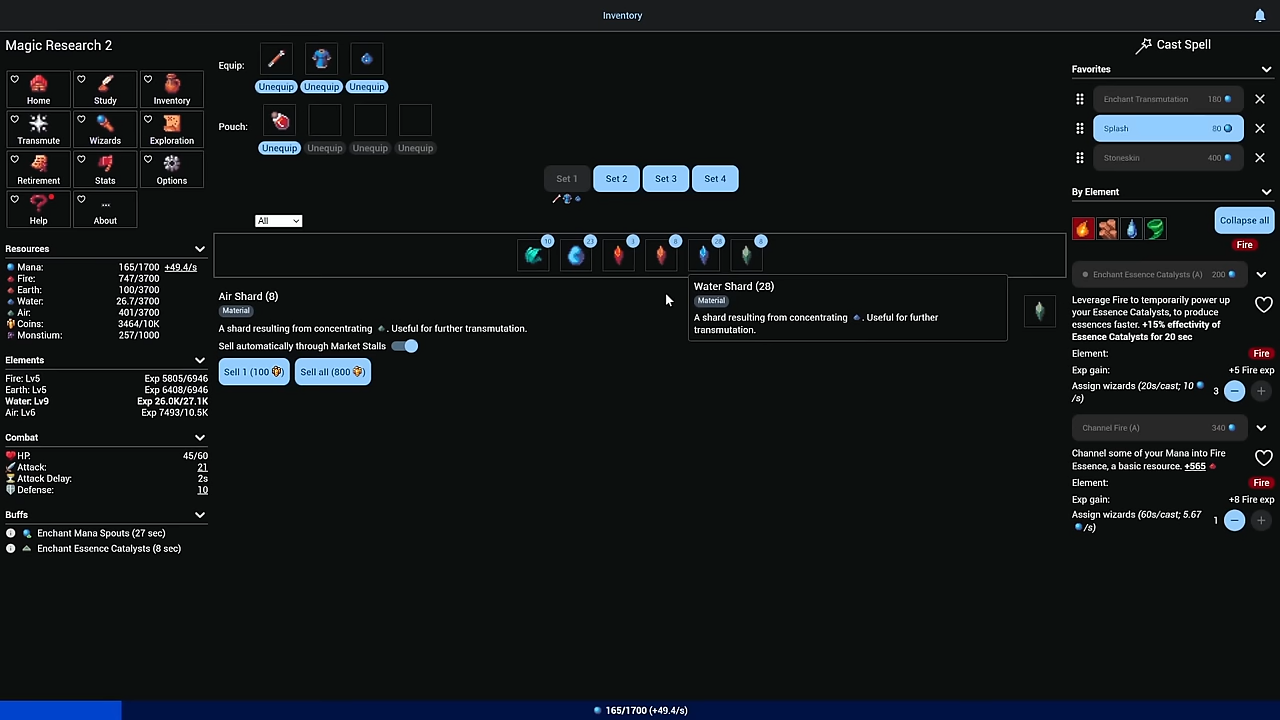 Inventory
Magic Research 2
Home
Study
Inventory
Transmute
Wizards
Exploration
Retirement
Stats
Options
Help
...
About
Resources
Mana: 165/1700 +49.4/s
Fire: 747/3700
Earth: 100/3700
Water: 26.7/3700
Air: 401/3700
Coins: 3464/10K
Monstium: 257/1000
Elements
Fire: Lv5 Exp 5805/6946
Earth: Lv5 Exp 6408/6946
Water: Lv9 Exp 26.0K/27.1K
Air: Lv6 Exp 7493/10.5K
Combat
HP: 45/60
Attack: 21
Attack Delay: 2s
Defense: 10
Buffs
Enchant Mana Spouts (27 sec)
Enchant Essence Catalysts (8 sec)
Equip:
Unequip Unequip Unequip
Pouch:
Unequip Unequip Unequip Unequip
Set 1 Set 2 Set 3 Set 4
All
10 23 3 8 28 8
Air Shard (8)
Material
A shard resulting from concentrating . Useful for further transmutation.
Sell automatically through Market Stalls
Sell 1 (100 ) Sell all (800 )
Water Shard (28)
Material
A shard resulting from concentrating . Useful for further
transmutation.
Cast Spell
Favorites
Enchant Transmutation 180
Splash 80
Stoneskin 400
By Element
Collapse all
Fire
Enchant Essence Catalysts (A) 200
Leverage Fire to temporarily power up
your Essence Catalysts, to produce
essences faster. +15% effectivity of
Essence Catalysts for 20 sec
Element: Fire
Exp gain: +5 Fire exp
Assign wizards (20s/cast; 10
/s) 3 − +
Channel Fire (A) 340
Channel some of your Mana into Fire
Essence, a basic resource. +565
Element: Fire
Exp gain: +8 Fire exp
Assign wizards (60s/cast; 5.67
/s) 1 − +
165/1700 (+49.4/s)